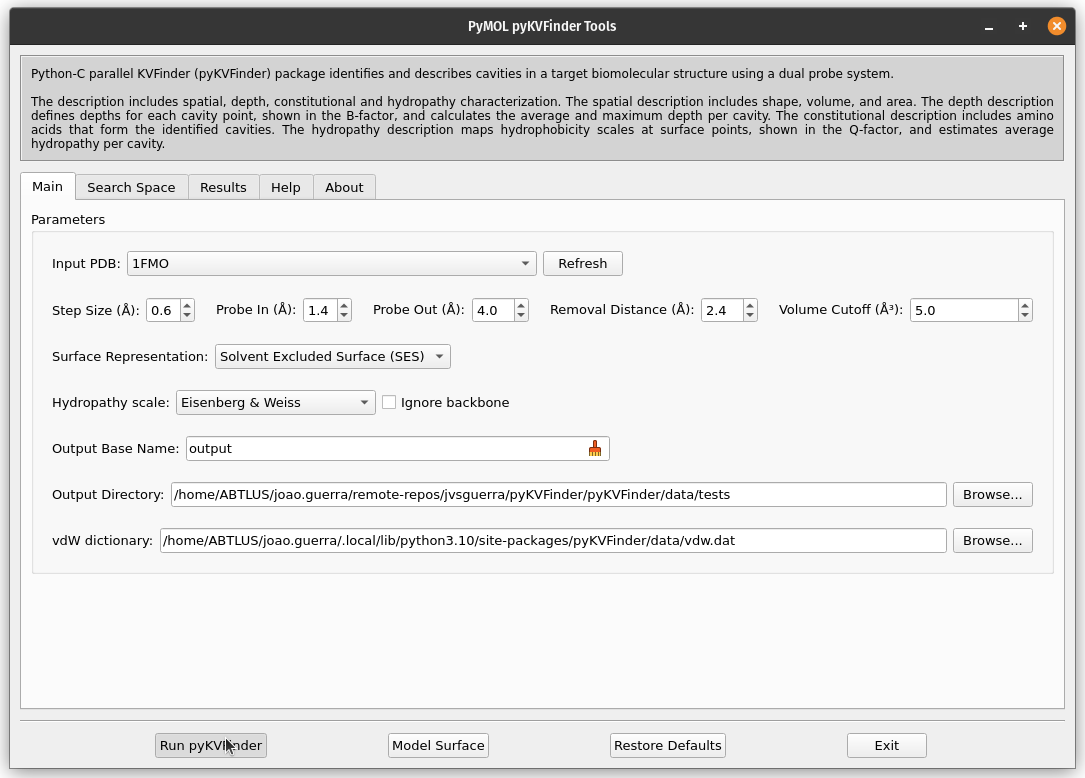 PyMOL pyKVFinder Tools
Python-C parallel KVFinder (pyKVFinder) package identifies and describes cavities in a target biomolecular structure using a dual probe system.
The description includes spatial, depth, constitutional and hydropathy characterization. The spatial description includes shape, volume, and area. The depth description
defines depths for each cavity point, shown in the B-factor, and calculates the average and maximum depth per cavity. The constitutional description includes amino
acids that form the identified cavities. The hydropathy description maps hydrophobicity scales at surface points, shown in the Q-factor, and estimates average
hydropathy per cavity.
Main Search Space Results Help About
Parameters
Input PDB: 1FMO Refresh
Step Size (Å): 0.6 Probe In (Å): 1.4 Probe Out (Å): 4.0 Removal Distance (Å): 2.4 Volume Cutoff (Å³): 5.0
Surface Representation: Solvent Excluded Surface (SES)
Hydropathy scale: Eisenberg & Weiss Ignore backbone
Output Base Name: output
Output Directory: /home/ABTLUS/joao.guerra/remote-repos/jvsguerra/pyKVFinder/pyKVFinder/data/tests Browse...
vdW dictionary: /home/ABTLUS/joao.guerra/.local/lib/python3.10/site-packages/pyKVFinder/data/vdw.dat Browse...
Run pyKVFinder Model Surface Restore Defaults Exit